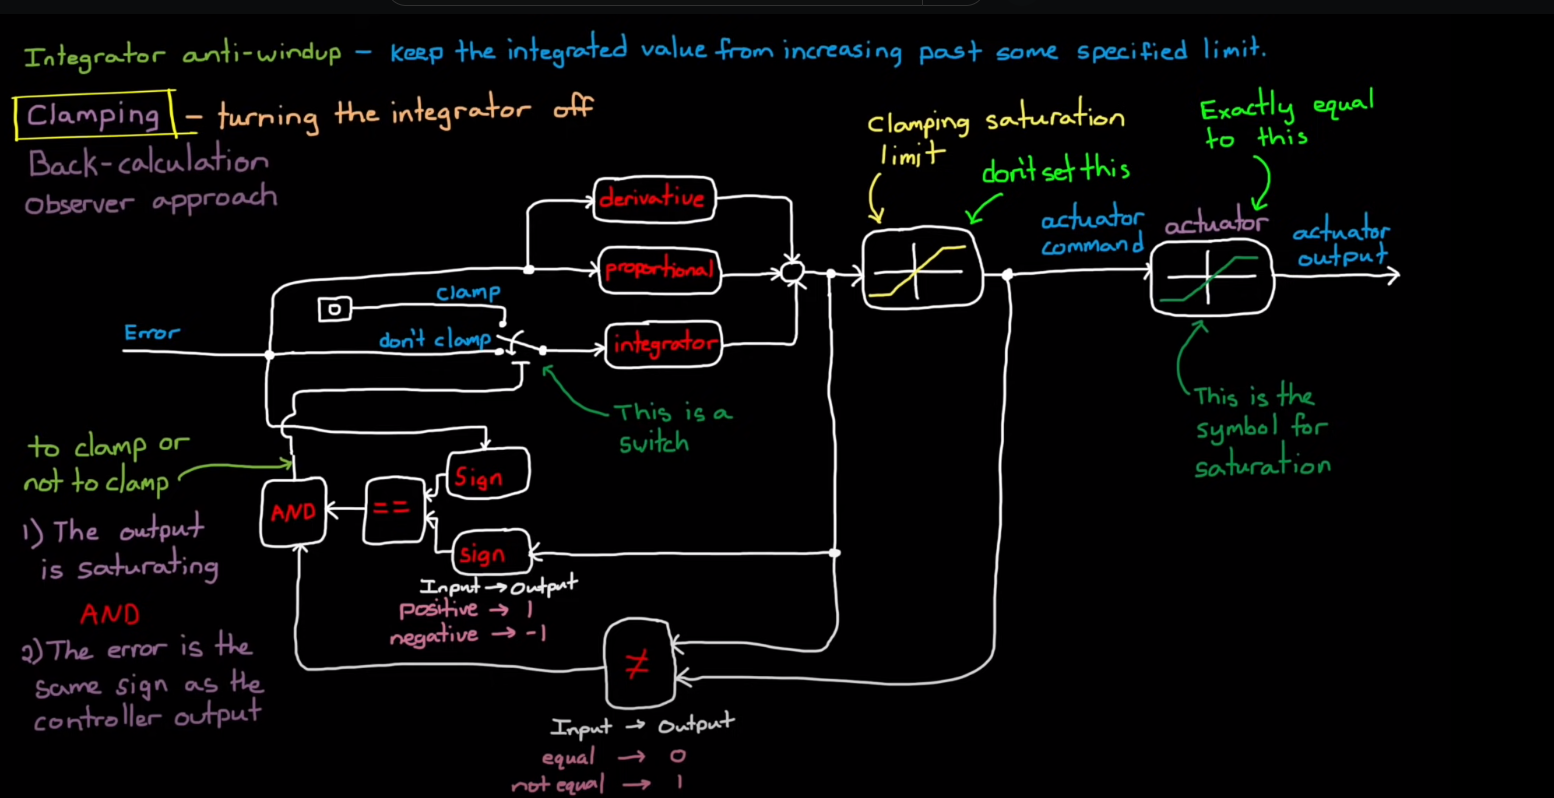 Integrator anti-windup – keep the integrated value from increasing past some specified limit.
Clamping – turning the integrator off
Back-calculation
observer approach
Clamping saturation
limit
don't set this
Exactly equal
to this
derivative
proportional
integrator
actuator
command
actuator
actuator
output
clamp
0
Error
don't clamp
This is a
switch
This is the
symbol for
saturation
to clamp or
not to clamp
Sign
AND
==
sign
Input → Output
positive → 1
negative → -1
1) The output
is saturating
AND
2) The error is the
same sign as the
controller output
≠
Input → Output
equal → 0
not equal → 1